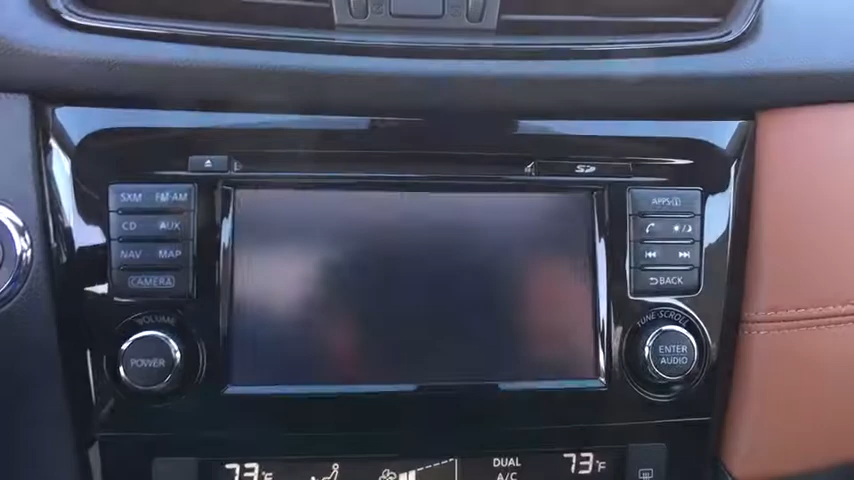 SXM FM·AM
CD AUX
NAV MAP
CAMERA
VOLUME
POWER
SD
APPS i
BACK
TUNE·SCROLL
ENTER
AUDIO
73°F
DUAL
A/C
73°F